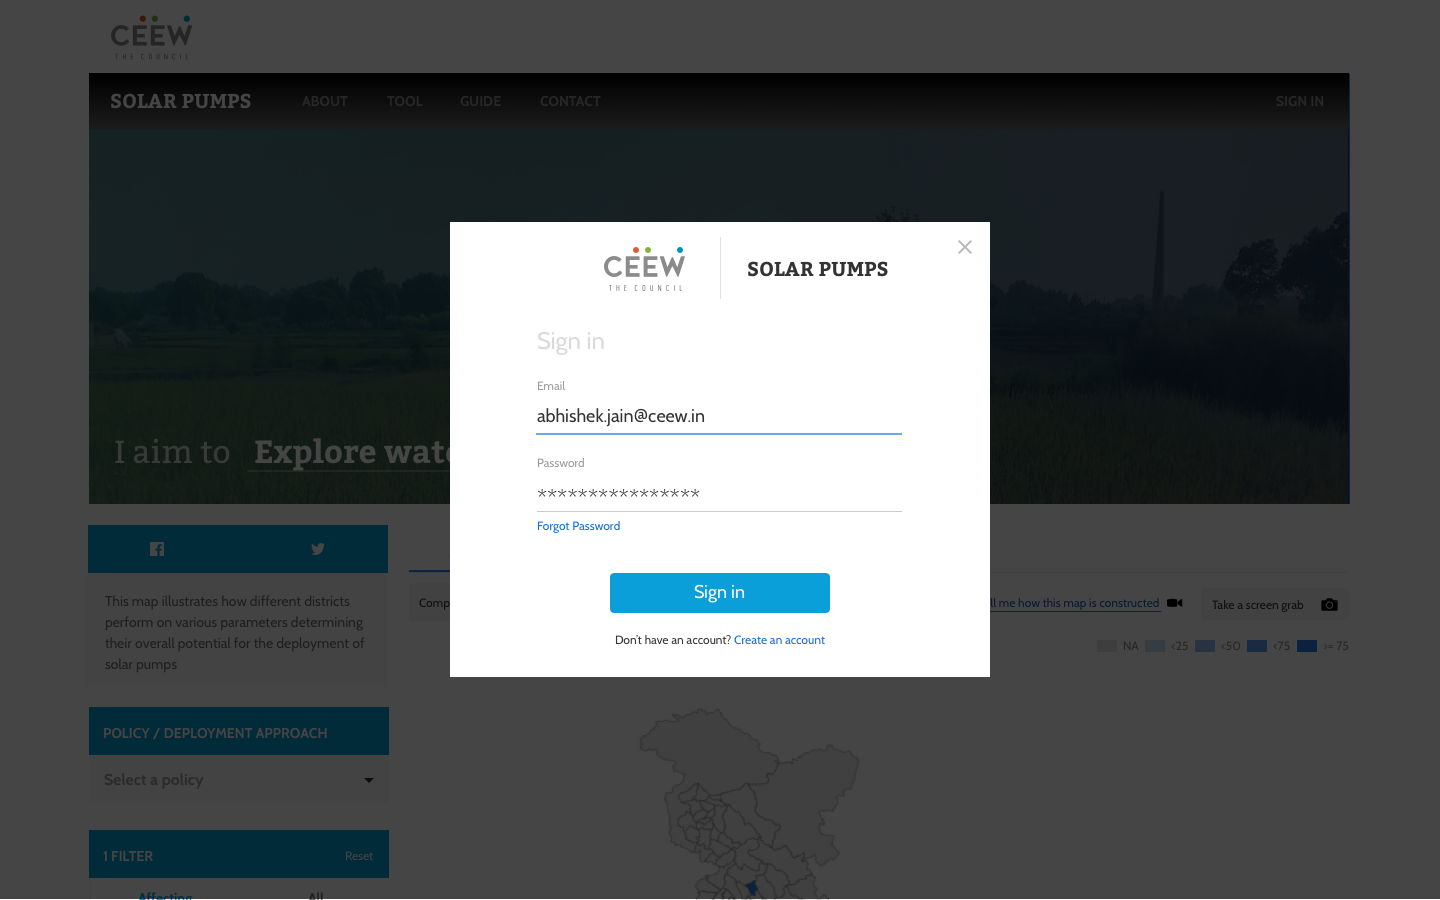 CEEW
THE COUNCIL
SOLAR PUMPS ABOUT TOOL GUIDE CONTACT SIGN IN
CEEW
THE COUNCIL
SOLAR PUMPS
Sign in
Email
abhishek.jain@ceew.in
Password
****************
Forgot Password
Sign in
Don't have an account? Create an account
I aim to Explore wat
This map illustrates how different districts
perform on various parameters determining
their overall potential for the deployment of
solar pumps
Comp
ll me how this map is constructed
Take a screen grab
NA <25 <50 <75 >= 75
POLICY / DEPLOYMENT APPROACH
Select a policy
1 FILTER Reset
Affecting All